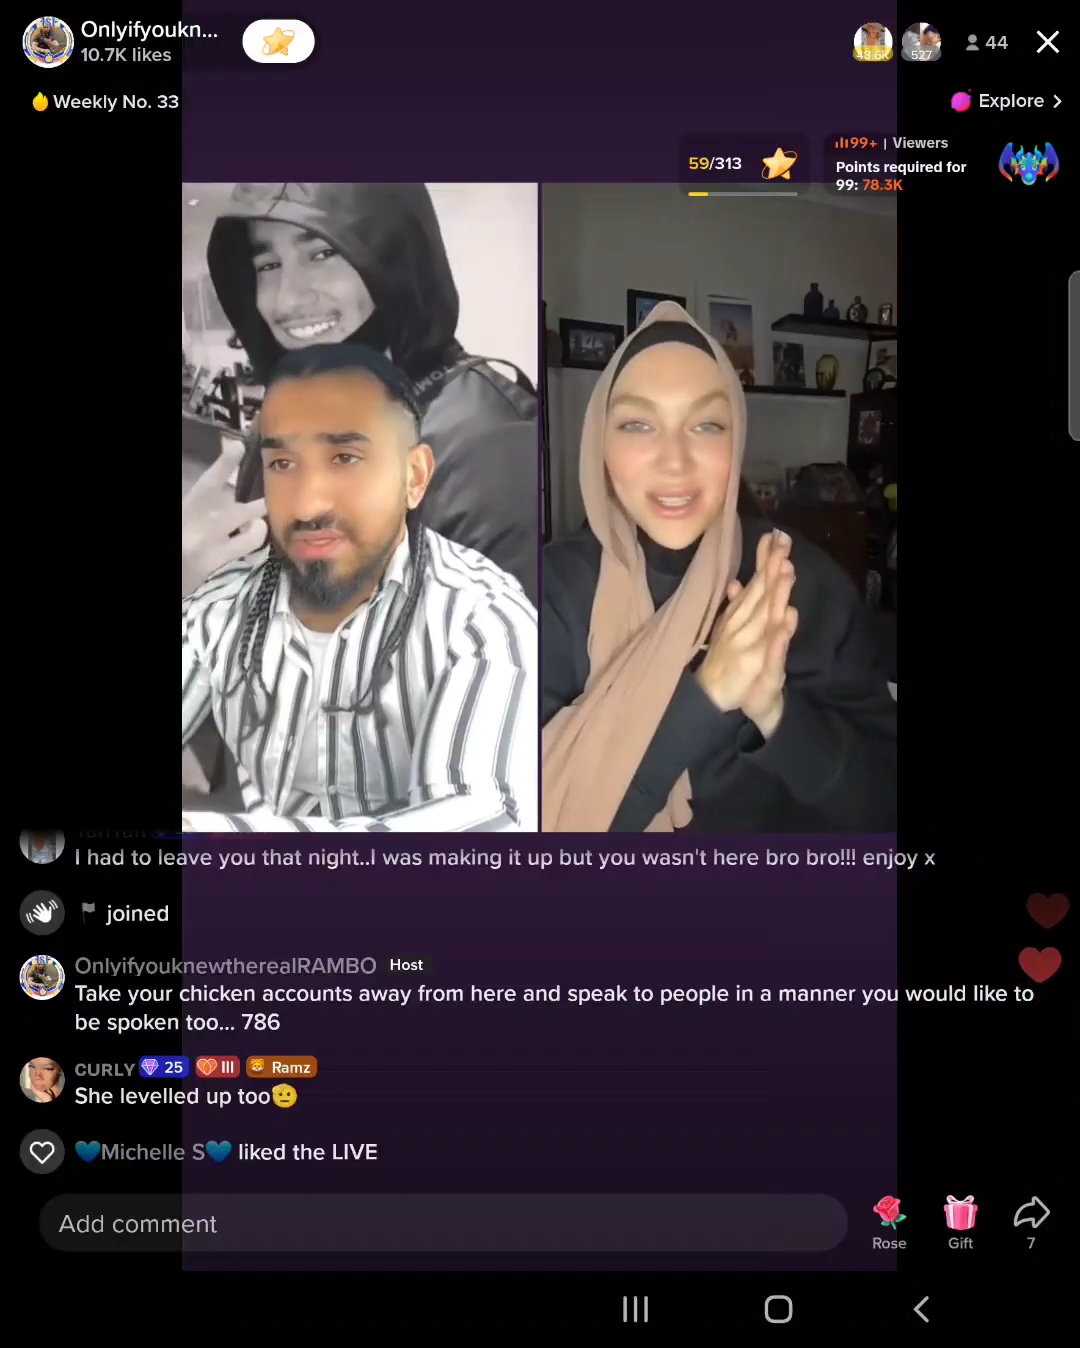 Onlyifyoukn...
10.7K likes
48.6K
527
44
Weekly No. 33
Explore >
59/313
99+ | Viewers
Points required for
99: 78.3K
I had to leave you that night..I was making it up but you wasn't here bro bro!!! enjoy x
joined
OnlyifyouknewtherealRAMBO Host
Take your chicken accounts away from here and speak to people in a manner you would like to
be spoken too... 786
CURLY 25 III Ramz
She levelled up too🫡
💙Michelle S💙 liked the LIVE
Add comment
Rose
Gift
7